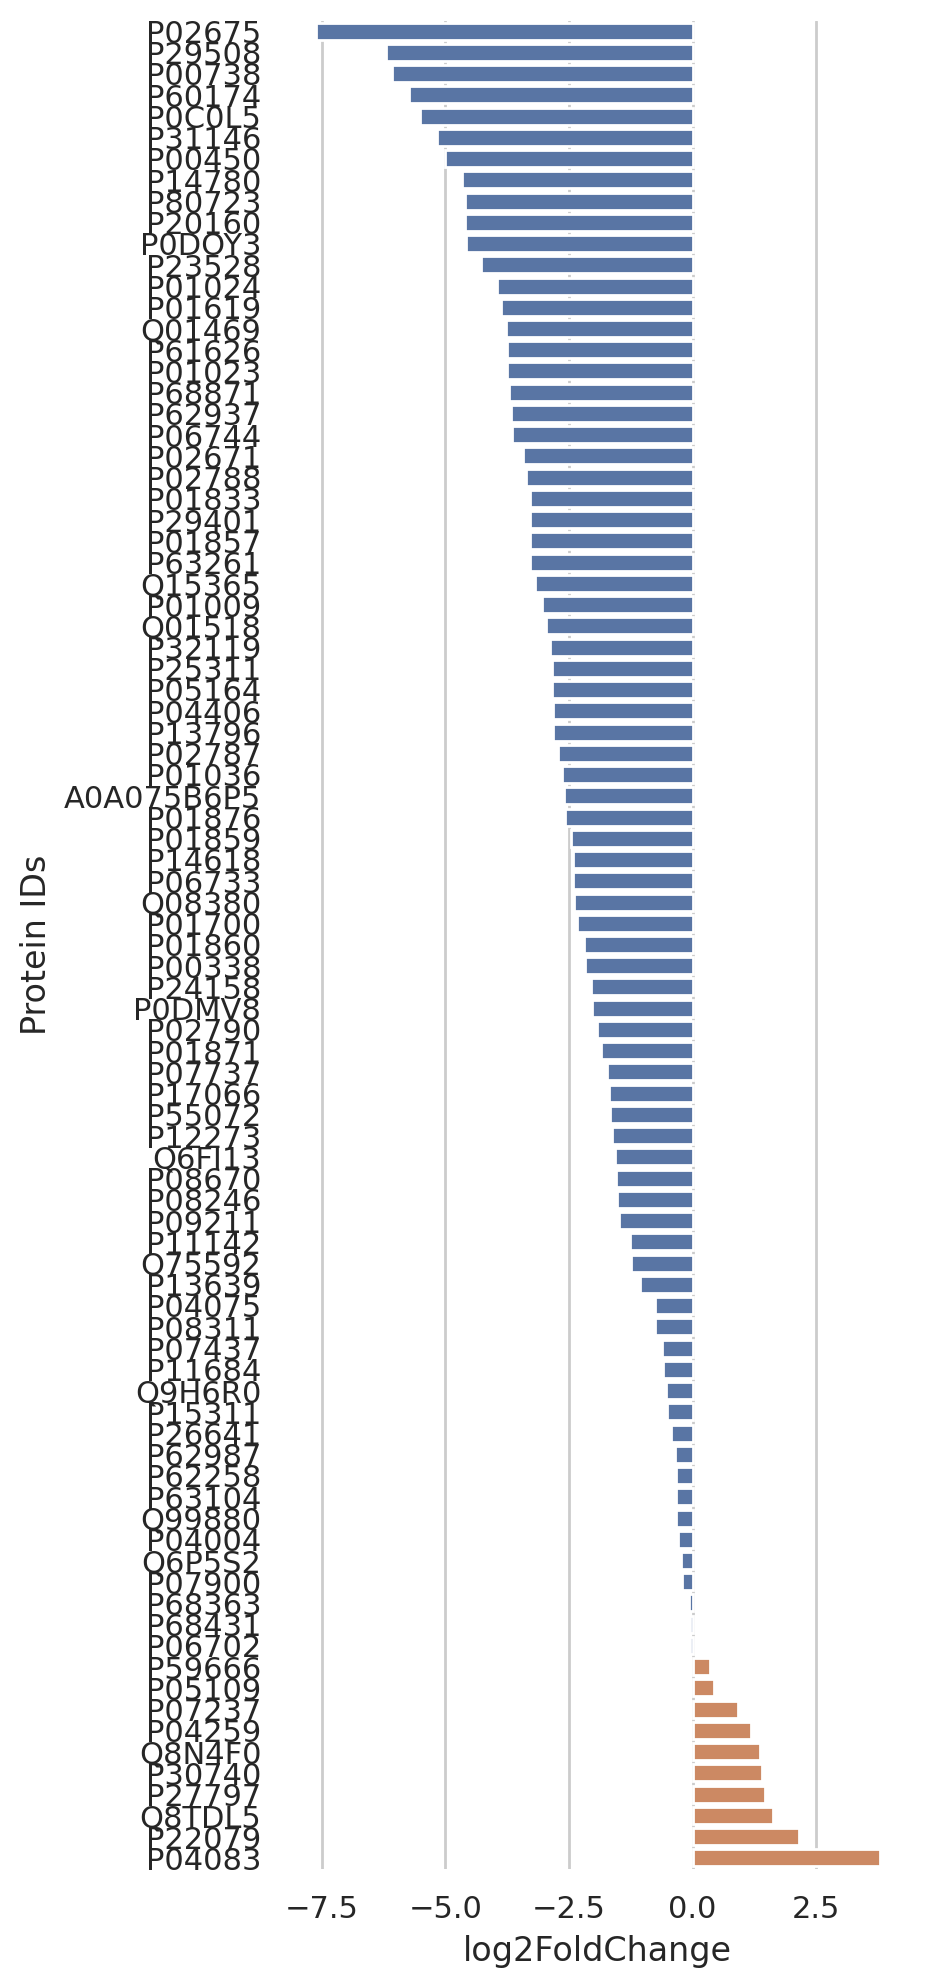 P02675
P29508
P00738
P60174
P0C0L5
P31146
P00450
P14780
P80723
P20160
P0DOY3
P23528
P01024
P01619
Q01469
P61626
P01023
P68871
P62937
P06744
P02671
P02788
P01833
P29401
P01857
P63261
Q15365
P01009
Q01518
P32119
P25311
P05164
P04406
P13796
P02787
P01036
A0A075B6P5
P01876
P01859
P14618
P06733
Q08380
P01700
P01860
P00338
P24158
P0DMV8
P02790
P01871
P07737
P17066
P55072
P12273
Q6FI13
P08670
P08246
P09211
P11142
O75592
P13639
P04075
P08311
P07437
P11684
Q9H6R0
P15311
P26641
P62987
P62258
P63104
Q99880
P04004
Q6P5S2
P07900
P68363
P68431
P06702
P59666
P05109
P07237
P04259
Q8N4F0
P30740
P27797
Q8TDL5
P22079
P04083
Protein IDs
−7.5 −5.0 −2.5 0.0 2.5
log2FoldChange